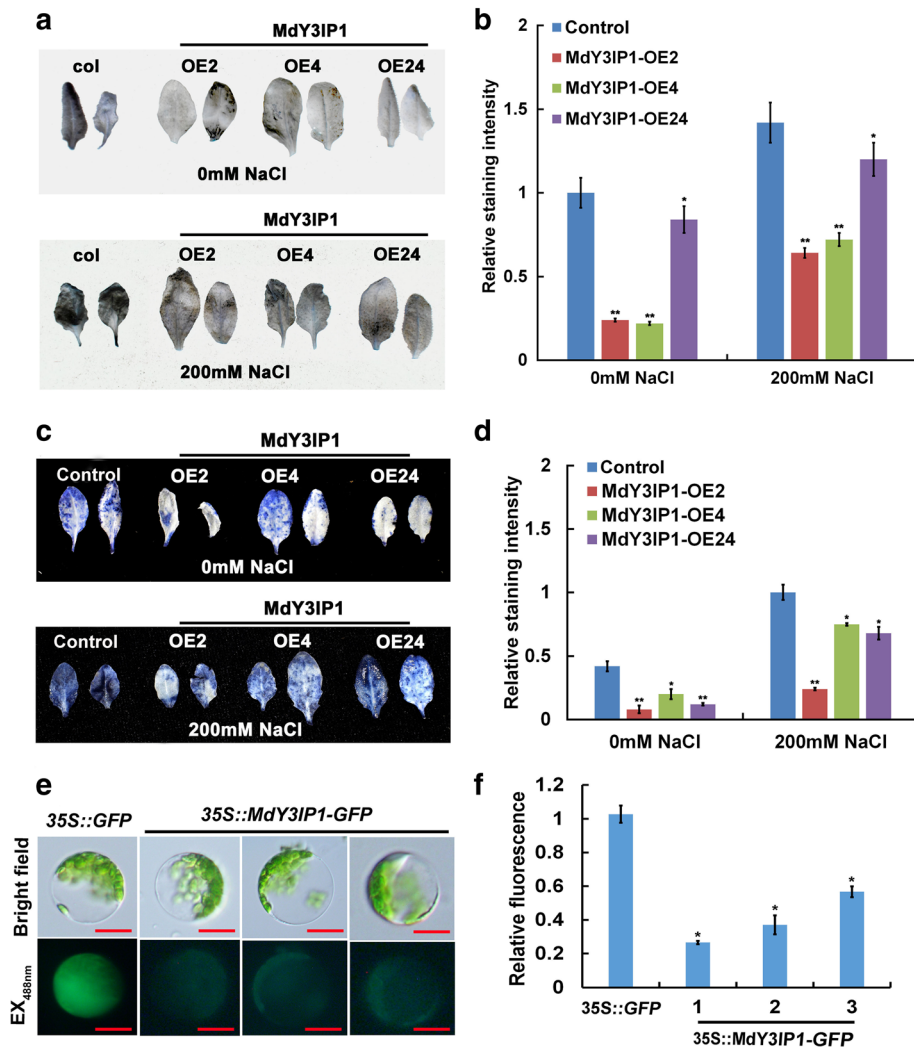 a
MdY3IP1
col
OE2
OE4
OE24
0mM NaCl
MdY3IP1
col
OE2
OE4
OE24
200mM NaCl
b
Relative staining intensity
2
1.5
1
0.5
0
Control
MdY3IP1-OE2
MdY3IP1-OE4
MdY3IP1-OE24
** ** *
** ** *
0mM NaCl
200mM NaCl
c
MdY3IP1
Control
OE2
OE4
OE24
0mM NaCl
MdY3IP1
Control
OE2
OE4
OE24
200mM NaCl
d
Relative staining intensity
2
1.5
1
0.5
0
Control
MdY3IP1-OE2
MdY3IP1-OE4
MdY3IP1-OE24
** * **
** * *
0mM NaCl
200mM NaCl
e
35S::GFP
35S::MdY3IP1-GFP
Bright field
EX488nm
f
Relative fluorescence
1.2
1
0.8
0.6
0.4
0.2
0
* * *
35S::GFP
1
2
3
35S::MdY3IP1-GFP